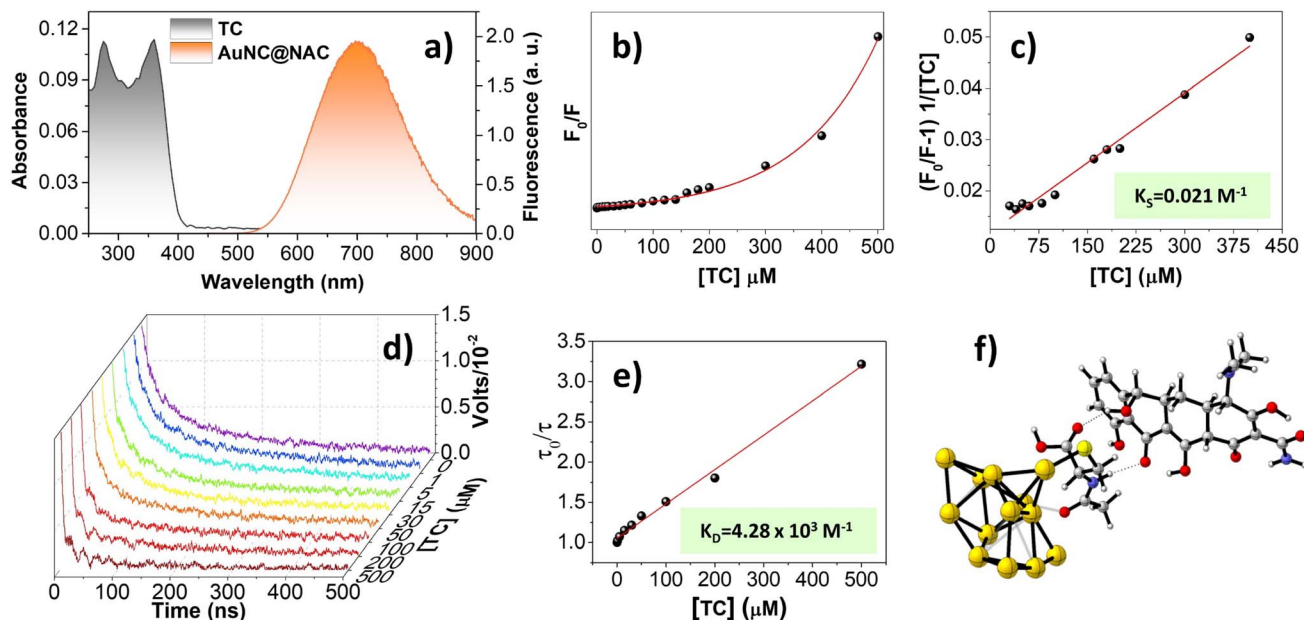 a)
TC
AuNC@NAC
0.12
0.09
0.06
0.03
0.00
Absorbance
2.0
1.5
1.0
0.5
0.0
Fluorescence (a. u.)
300 400 500 600 700 800 900
Wavelength (nm)
b)
F₀/F
0 100 200 300 400 500
[TC] μM
c)
0.05
0.04
0.03
0.02
(F₀/F-1) 1/[TC]
K_S=0.021 M⁻¹
0 75 150 225 300 375 450
[TC] (μM)
d)
1.5
1.0
0.5
0.0
Volts/10⁻²
0
1
5
15
30
50
100
200
500
[TC] (μM)
0 100 200 300 400 500
Time (ns)
e)
3.5
3.0
2.5
2.0
1.5
1.0
τ₀/τ
K_D=4.28 x 10³ M⁻¹
0 100 200 300 400 500
[TC] (μM)
f)